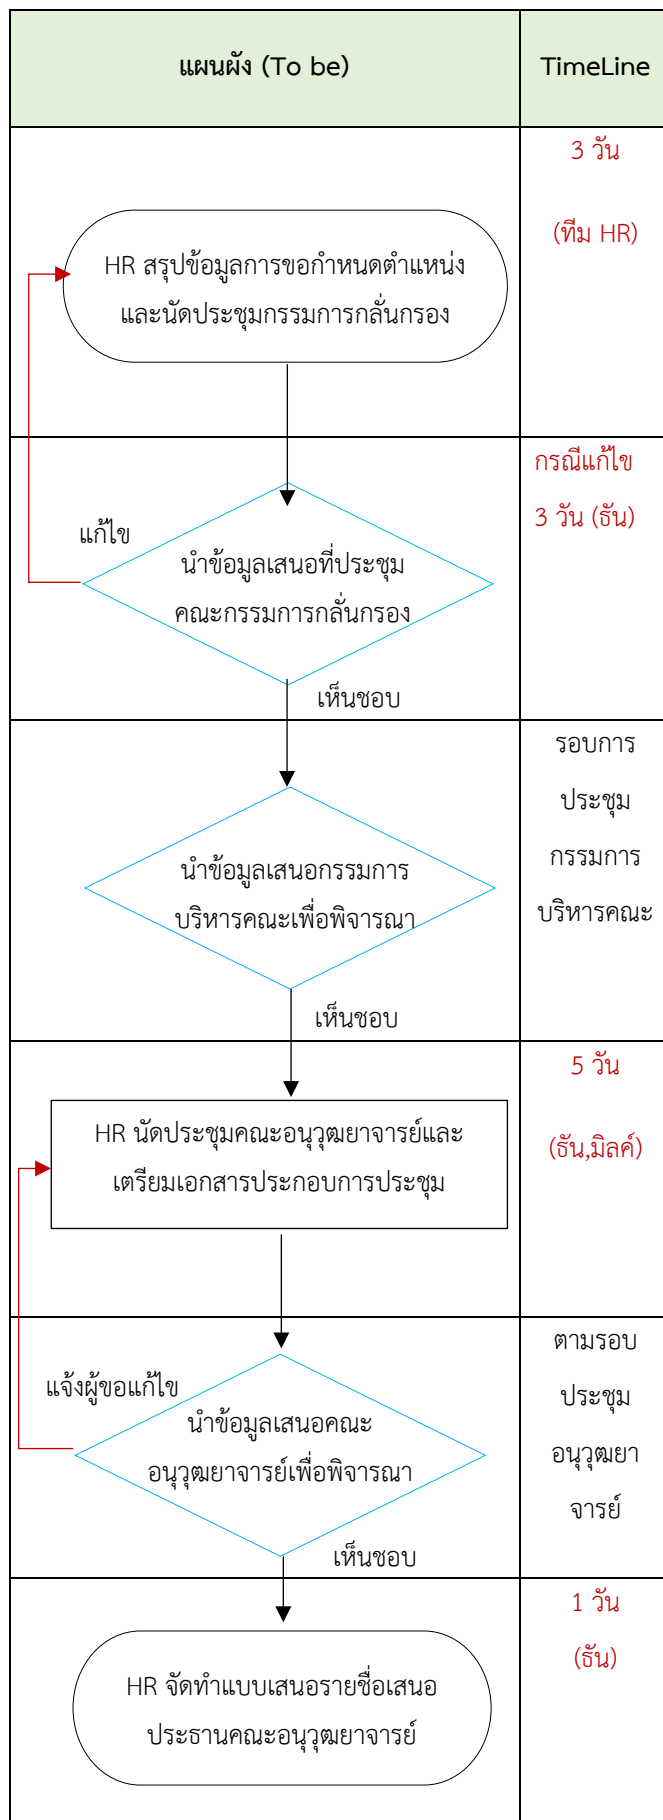 แผนผัง (To be)
TimeLine
3 วัน
(ทีม HR)
HR สรุปข้อมูลการขอกำหนดตำแหน่ง
และนัดประชุมกรรมการกลั่นกรอง
กรณีแก้ไข
3 วัน (ธัน)
แก้ไข
นำข้อมูลเสนอที่ประชุม
คณะกรรมการกลั่นกรอง
เห็นชอบ
รอบการ
ประชุม
กรรมการ
บริหารคณะ
นำข้อมูลเสนอกรรมการ
บริหารคณะเพื่อพิจารณา
เห็นชอบ
5 วัน
(ธัน,มิลค์)
HR นัดประชุมคณะอนุวุฒยาจารย์และ
เตรียมเอกสารประกอบการประชุม
ตามรอบ
ประชุม
อนุวุฒยา
จารย์
แจ้งผู้ขอแก้ไข
นำข้อมูลเสนอคณะ
อนุวุฒยาจารย์เพื่อพิจารณา
เห็นชอบ
1 วัน
(ธัน)
HR จัดทำแบบเสนอรายชื่อเสนอ
ประธานคณะอนุวุฒยาจารย์